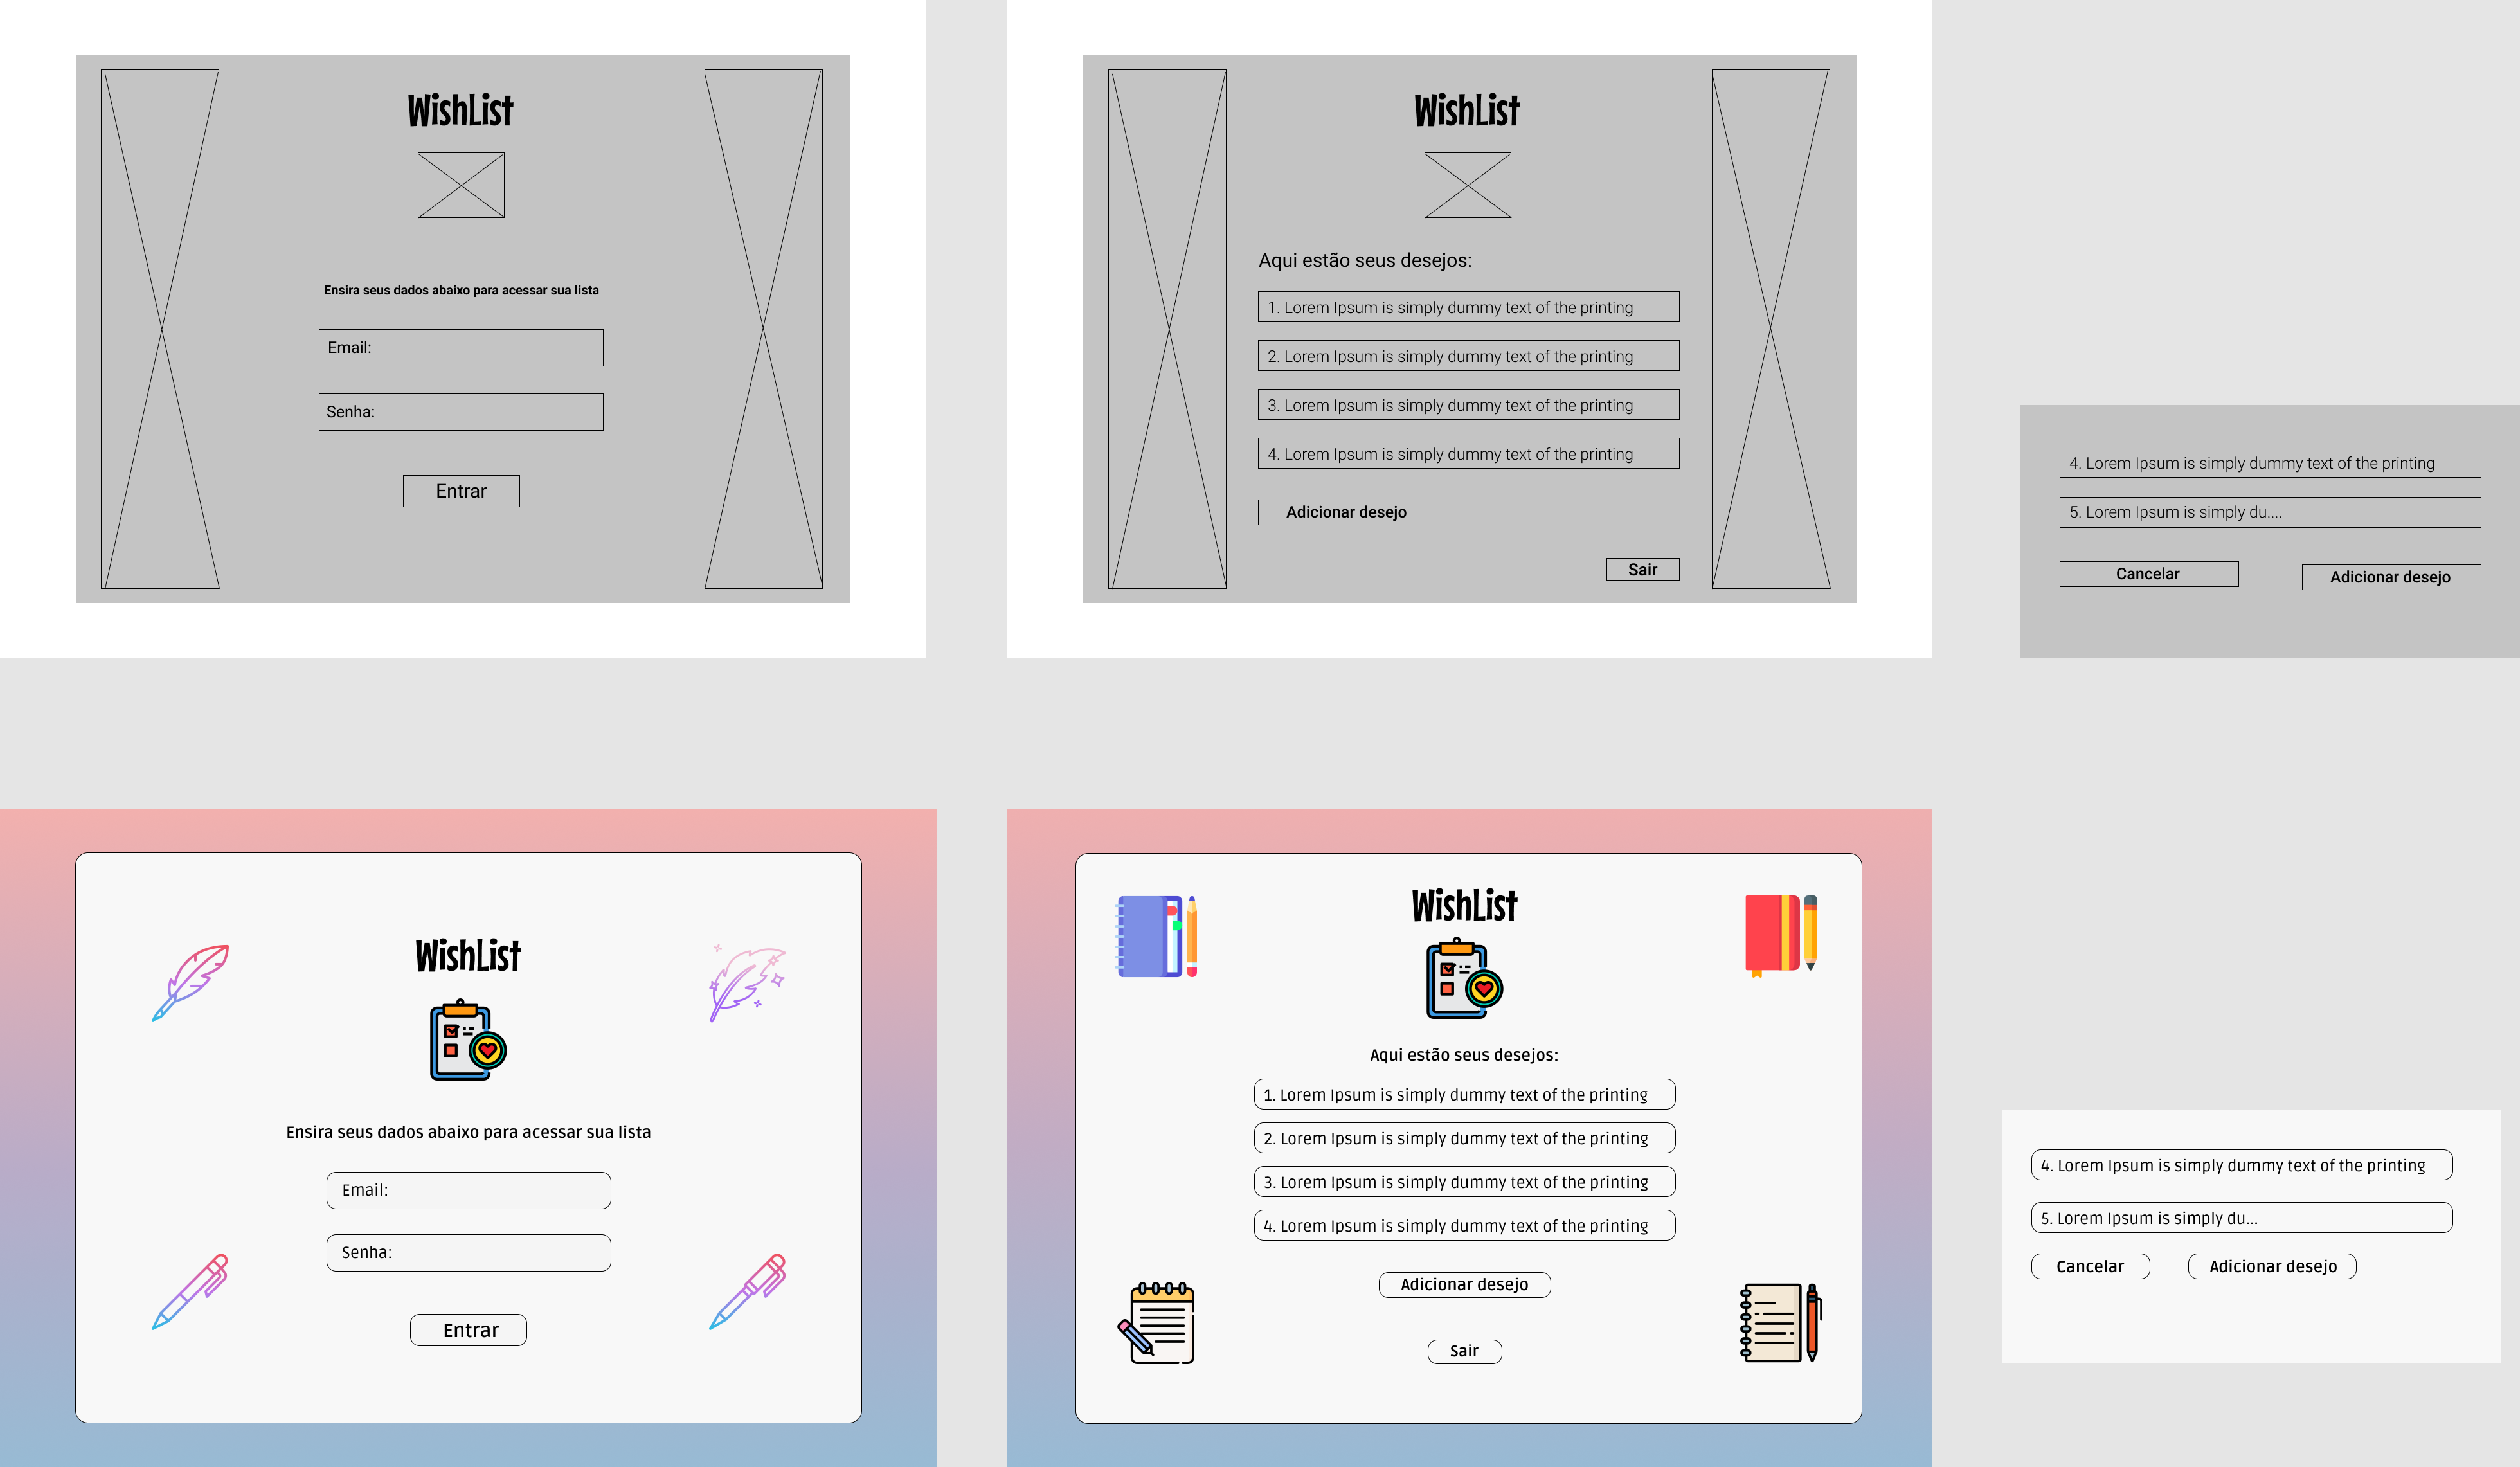 WishList
Ensira seus dados abaixo para acessar sua lista
Email:
Senha:
Entrar
WishList
Aqui estão seus desejos:
1. Lorem Ipsum is simply dummy text of the printing
2. Lorem Ipsum is simply dummy text of the printing
3. Lorem Ipsum is simply dummy text of the printing
4. Lorem Ipsum is simply dummy text of the printing
Adicionar desejo
Sair
4. Lorem Ipsum is simply dummy text of the printing
5. Lorem Ipsum is simply du....
Cancelar
Adicionar desejo
WishList
Ensira seus dados abaixo para acessar sua lista
Email:
Senha:
Entrar
WishList
Aqui estão seus desejos:
1. Lorem Ipsum is simply dummy text of the printing
2. Lorem Ipsum is simply dummy text of the printing
3. Lorem Ipsum is simply dummy text of the printing
4. Lorem Ipsum is simply dummy text of the printing
Adicionar desejo
Sair
4. Lorem Ipsum is simply dummy text of the printing
5. Lorem Ipsum is simply du...
Cancelar
Adicionar desejo